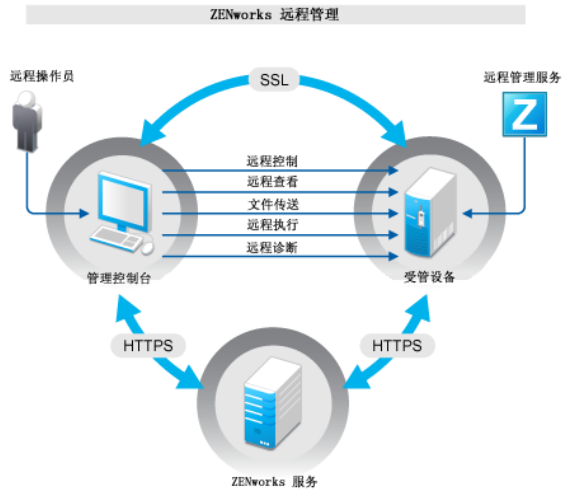 ZENworks 远程管理
远程操作员
SSL
远程管理服务
Z
远程控制
远程查看
文件传送
远程执行
远程诊断
管理控制台
受管设备
HTTPS
HTTPS
ZENworks 服务